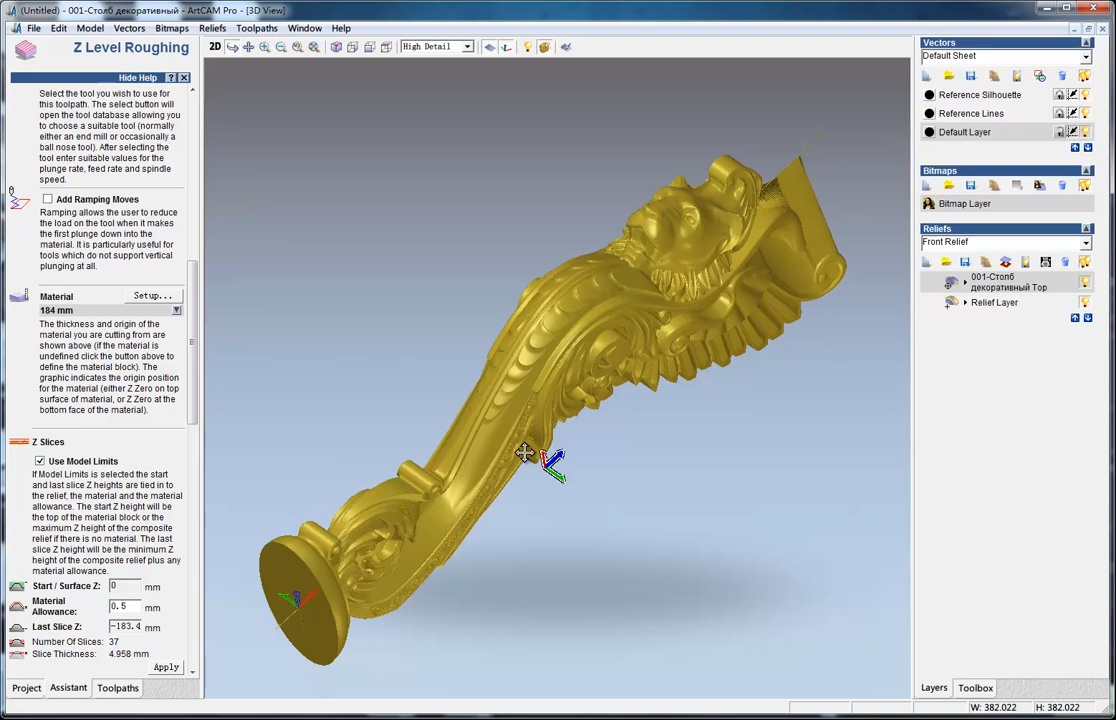 (Untitled) - 001-Столб декоративный - ArtCAM Pro - [3D View]
File Edit Model Vectors Bitmaps Reliefs Toolpaths Window Help
Z Level Roughing
2D
High Detail
Hide Help ? ×
Select the tool you wish to use for
this toolpath. The select button will
open the tool database allowing you
to choose a suitable tool (normally
either an end mill or occasionally a
ball nose tool). After selecting the
tool enter suitable values for the
plunge rate, feed rate and spindle
speed.
Add Ramping Moves
Ramping allows the user to reduce
the load on the tool when it makes
the first plunge down into the
material. It is particularly useful for
tools which do not support vertical
plunging at all.
Material Setup...
184 mm
The thickness and origin of the
material you are cutting from are
shown above (if the material is
undefined click the button above to
define the material block). The
graphic indicates the origin position
for the material (either Z Zero on top
surface of material, or Z Zero at the
bottom face of the material).
Z Slices
Use Model Limits
If Model Limits is selected the start
and last slice Z heights are tied in to
the relief, the material and the material
allowance. The start Z height will be
the top of the material block or the
maximum Z height of the composite
relief if there is no material. The last
slice Z height will be the minimum Z
height of the composite relief plus any
material allowance.
Start / Surface Z: 0 mm
Material
Allowance: 0.5 mm
Last Slice Z: -183.4 mm
Number Of Slices: 37
Slice Thickness: 4.958 mm
Apply
Project Assistant Toolpaths
Vectors
Default Sheet
Reference Silhouette
Reference Lines
Default Layer
Bitmaps
Bitmap Layer
Reliefs
Front Relief
001-Столб
декоративный Top
Relief Layer
Layers Toolbox
W: 382.022 H: 382.022